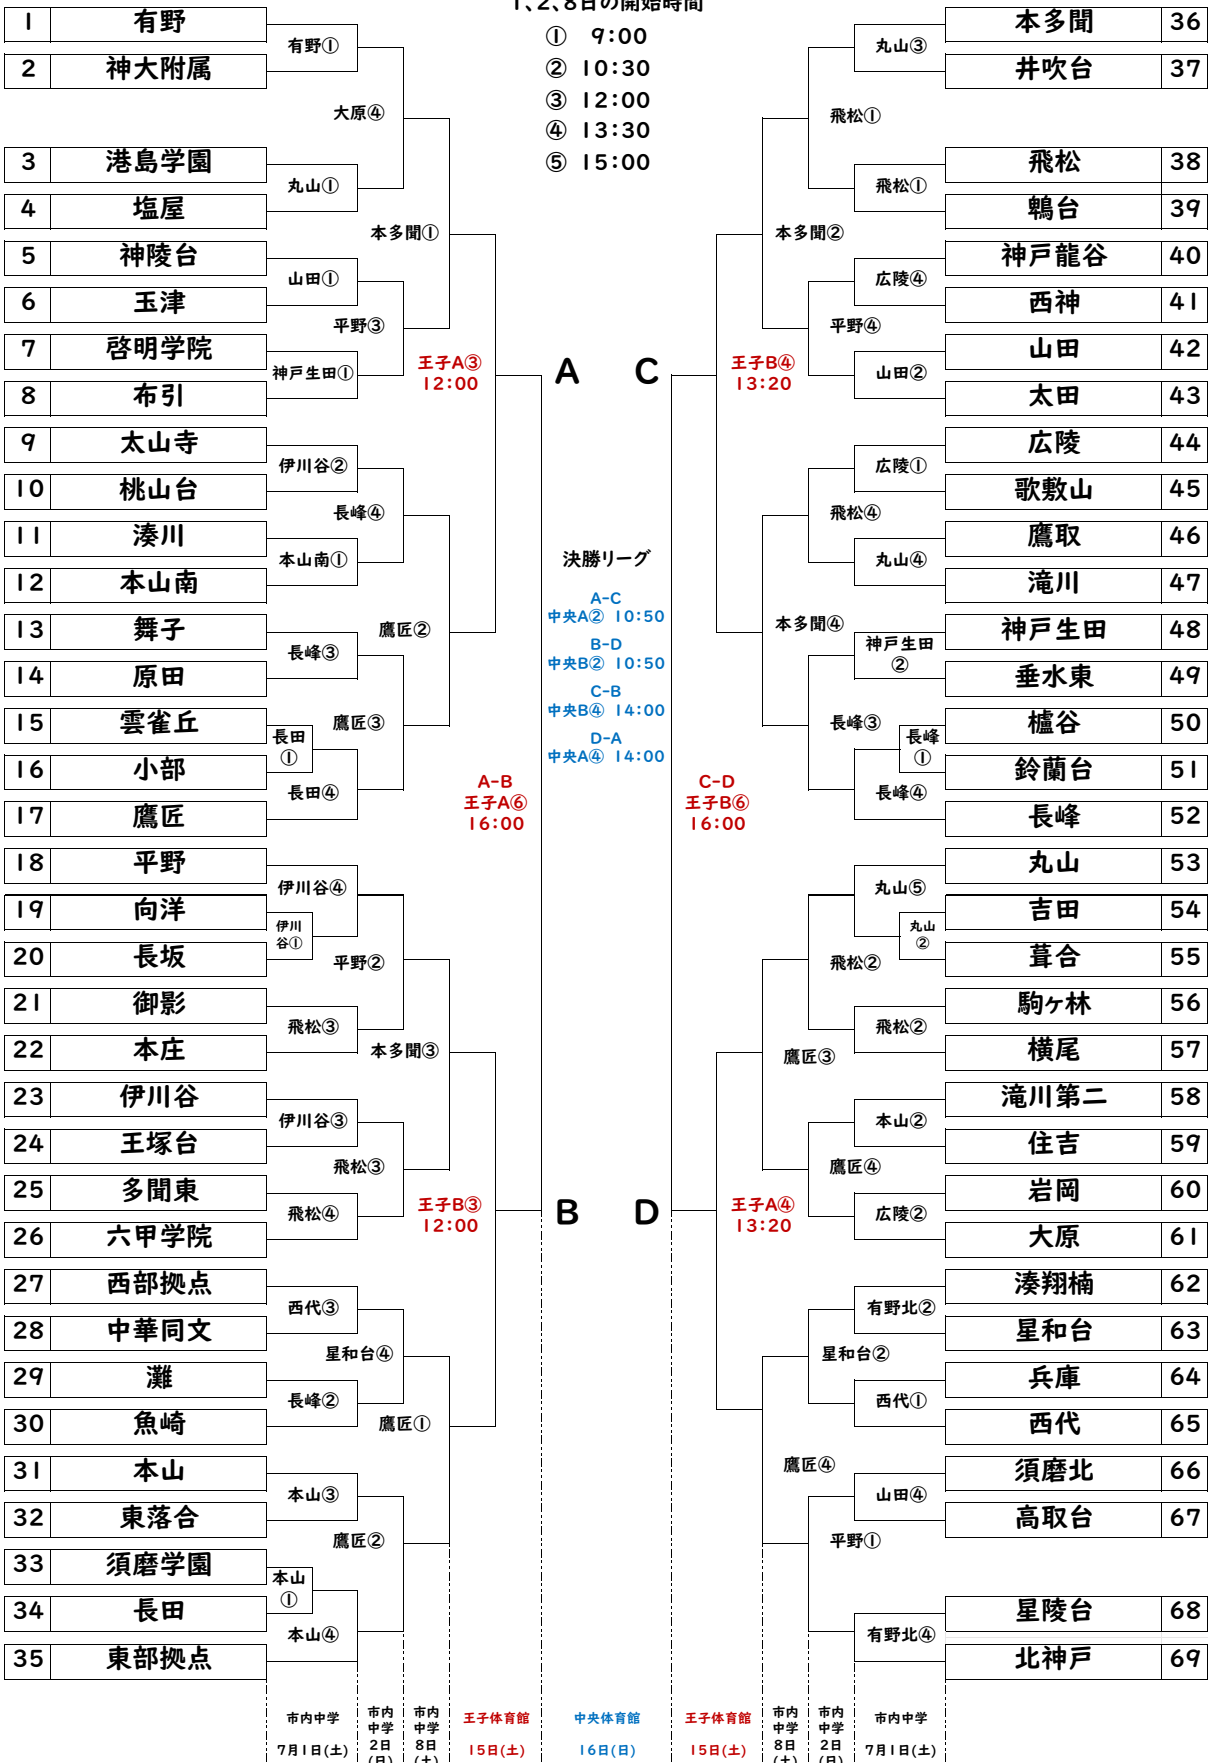 1、2、8日の開始時間
① 9:00
② 10:30
③ 12:00
④ 13:30
⑤ 15:00
1 有野
2 神大附属
3 港島学園
4 塩屋
5 神陵台
6 玉津
7 啓明学院
8 布引
9 太山寺
10 桃山台
11 湊川
12 本山南
13 舞子
14 原田
15 雲雀丘
16 小部
17 鷹匠
18 平野
19 向洋
20 長坂
21 御影
22 本庄
23 伊川谷
24 王塚台
25 多聞東
26 六甲学院
27 西部拠点
28 中華同文
29 灘
30 魚崎
31 本山
32 東落合
33 須磨学園
34 長田
35 東部拠点
有野①
丸山①
山田①
神戸生田①
伊川谷②
本山南①
長峰③
長田
①
長田④
伊川谷④
伊川
谷①
飛松③
伊川谷③
飛松④
西代③
長峰②
本山③
本山
①
本山④
大原④
平野③
長峰④
鷹匠③
平野②
飛松③
星和台④
鷹匠②
本多聞①
鷹匠②
本多聞③
鷹匠①
王子A③
12:00
王子B③
12:00
A-B
王子A⑥
16:00
A
B
C
D
決勝リーグ
A-C
中央A② 10:50
B-D
中央B② 10:50
C-B
中央B④ 14:00
D-A
中央A④ 14:00
C-D
王子B⑥
16:00
王子B④
13:20
王子A④
13:20
本多聞②
本多聞④
鷹匠③
鷹匠④
飛松①
平野④
飛松④
長峰③
飛松②
鷹匠④
星和台②
平野①
丸山③
飛松①
広陵④
山田②
広陵①
丸山④
神戸生田
②
長峰
①
長峰④
丸山⑤
丸山
②
飛松②
本山②
広陵②
有野北②
西代①
山田④
有野北④
本多聞 36
井吹台 37
飛松 38
鵯台 39
神戸龍谷 40
西神 41
山田 42
太田 43
広陵 44
歌敷山 45
鷹取 46
滝川 47
神戸生田 48
垂水東 49
櫨谷 50
鈴蘭台 51
長峰 52
丸山 53
吉田 54
葺合 55
駒ヶ林 56
横尾 57
滝川第二 58
住吉 59
岩岡 60
大原 61
湊翔楠 62
星和台 63
兵庫 64
西代 65
須磨北 66
高取台 67
星陵台 68
北神戸 69
市内中学
7月1日(土)
市内
中学
2日
(日)
市内
中学
8日
(土)
王子体育館
15日(土)
中央体育館
16日(日)
王子体育館
15日(土)
市内
中学
8日
(土)
市内
中学
2日
(日)
市内中学
7月1日(土)